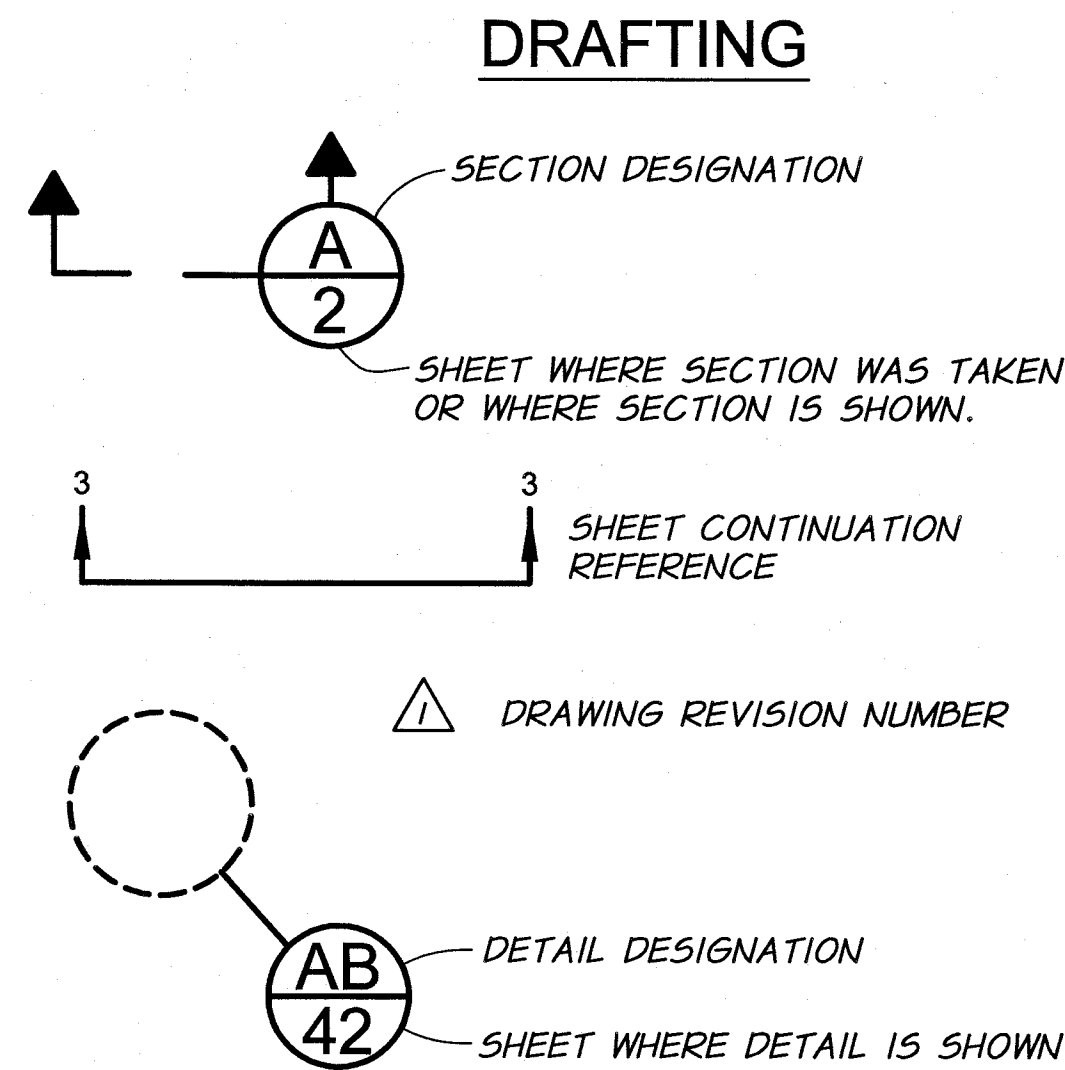 DRAFTING
A
SECTION DESIGNATION
2
SHEET WHERE SECTION WAS TAKEN
OR WHERE SECTION IS SHOWN.
3 3
SHEET CONTINUATION
REFERENCE
1 DRAWING REVISION NUMBER
AB
DETAIL DESIGNATION
42
SHEET WHERE DETAIL IS SHOWN